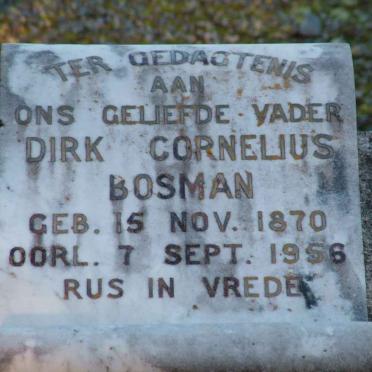 TER GEDAGTENIS
AAN
ONS GELIEFDE VADER
DIRK CORNELIUS
BOSMAN
GEB. 15 NOV. 1870
OORL. 7 SEPT. 1956
RUS IN VREDE